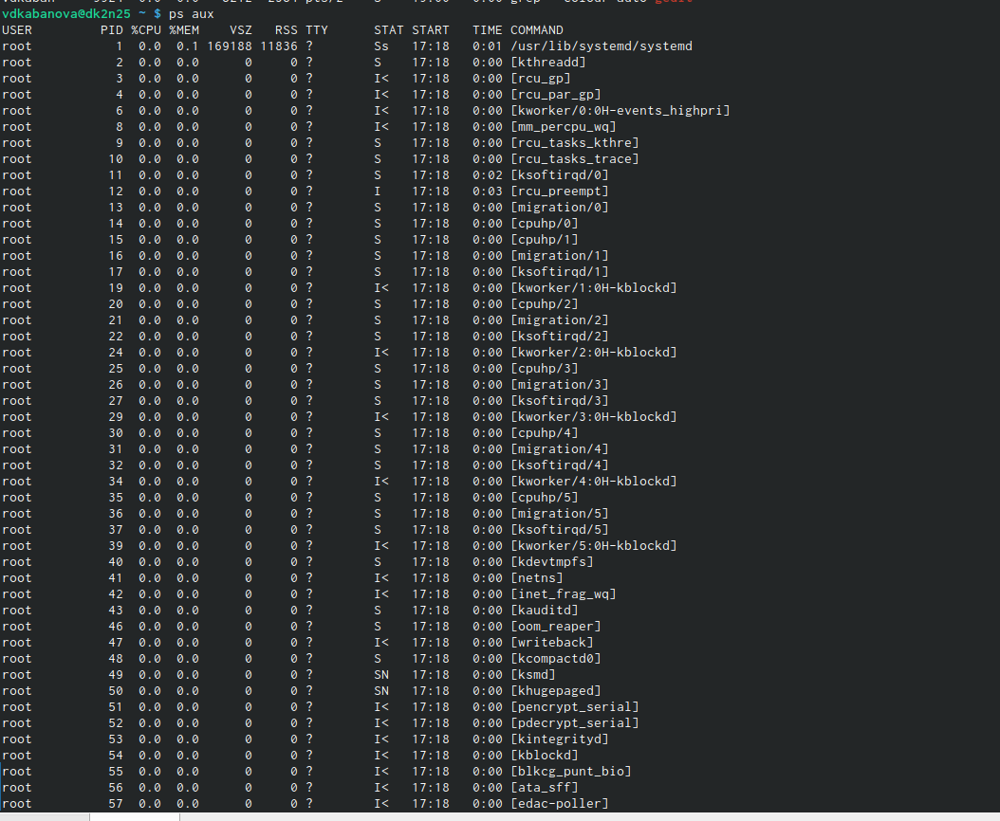 vdkabanova@dk2n25 ~ $ ps aux
USER PID %CPU %MEM VSZ RSS TTY STAT START TIME COMMAND
root 1 0.0 0.1 169188 11836 ? Ss 17:18 0:01 /usr/lib/systemd/systemd
root 2 0.0 0.0 0 0 ? S 17:18 0:00 [kthreadd]
root 3 0.0 0.0 0 0 ? I< 17:18 0:00 [rcu_gp]
root 4 0.0 0.0 0 0 ? I< 17:18 0:00 [rcu_par_gp]
root 6 0.0 0.0 0 0 ? I< 17:18 0:00 [kworker/0:0H-events_highpri]
root 8 0.0 0.0 0 0 ? I< 17:18 0:00 [mm_percpu_wq]
root 9 0.0 0.0 0 0 ? S 17:18 0:00 [rcu_tasks_kthre]
root 10 0.0 0.0 0 0 ? S 17:18 0:00 [rcu_tasks_trace]
root 11 0.0 0.0 0 0 ? S 17:18 0:02 [ksoftirqd/0]
root 12 0.0 0.0 0 0 ? I 17:18 0:03 [rcu_preempt]
root 13 0.0 0.0 0 0 ? S 17:18 0:00 [migration/0]
root 14 0.0 0.0 0 0 ? S 17:18 0:00 [cpuhp/0]
root 15 0.0 0.0 0 0 ? S 17:18 0:00 [cpuhp/1]
root 16 0.0 0.0 0 0 ? S 17:18 0:00 [migration/1]
root 17 0.0 0.0 0 0 ? S 17:18 0:00 [ksoftirqd/1]
root 19 0.0 0.0 0 0 ? I< 17:18 0:00 [kworker/1:0H-kblockd]
root 20 0.0 0.0 0 0 ? S 17:18 0:00 [cpuhp/2]
root 21 0.0 0.0 0 0 ? S 17:18 0:00 [migration/2]
root 22 0.0 0.0 0 0 ? S 17:18 0:00 [ksoftirqd/2]
root 24 0.0 0.0 0 0 ? I< 17:18 0:00 [kworker/2:0H-kblockd]
root 25 0.0 0.0 0 0 ? S 17:18 0:00 [cpuhp/3]
root 26 0.0 0.0 0 0 ? S 17:18 0:00 [migration/3]
root 27 0.0 0.0 0 0 ? S 17:18 0:00 [ksoftirqd/3]
root 29 0.0 0.0 0 0 ? I< 17:18 0:00 [kworker/3:0H-kblockd]
root 30 0.0 0.0 0 0 ? S 17:18 0:00 [cpuhp/4]
root 31 0.0 0.0 0 0 ? S 17:18 0:00 [migration/4]
root 32 0.0 0.0 0 0 ? S 17:18 0:00 [ksoftirqd/4]
root 34 0.0 0.0 0 0 ? I< 17:18 0:00 [kworker/4:0H-kblockd]
root 35 0.0 0.0 0 0 ? S 17:18 0:00 [cpuhp/5]
root 36 0.0 0.0 0 0 ? S 17:18 0:00 [migration/5]
root 37 0.0 0.0 0 0 ? S 17:18 0:00 [ksoftirqd/5]
root 39 0.0 0.0 0 0 ? I< 17:18 0:00 [kworker/5:0H-kblockd]
root 40 0.0 0.0 0 0 ? S 17:18 0:00 [kdevtmpfs]
root 41 0.0 0.0 0 0 ? I< 17:18 0:00 [netns]
root 42 0.0 0.0 0 0 ? I< 17:18 0:00 [inet_frag_wq]
root 43 0.0 0.0 0 0 ? S 17:18 0:00 [kauditd]
root 46 0.0 0.0 0 0 ? S 17:18 0:00 [oom_reaper]
root 47 0.0 0.0 0 0 ? I< 17:18 0:00 [writeback]
root 48 0.0 0.0 0 0 ? S 17:18 0:00 [kcompactd0]
root 49 0.0 0.0 0 0 ? SN 17:18 0:00 [ksmd]
root 50 0.0 0.0 0 0 ? SN 17:18 0:00 [khugepaged]
root 51 0.0 0.0 0 0 ? I< 17:18 0:00 [pencrypt_serial]
root 52 0.0 0.0 0 0 ? I< 17:18 0:00 [pdecrypt_serial]
root 53 0.0 0.0 0 0 ? I< 17:18 0:00 [kintegrityd]
root 54 0.0 0.0 0 0 ? I< 17:18 0:00 [kblockd]
root 55 0.0 0.0 0 0 ? I< 17:18 0:00 [blkcg_punt_bio]
root 56 0.0 0.0 0 0 ? I< 17:18 0:00 [ata_sff]
root 57 0.0 0.0 0 0 ? I< 17:18 0:00 [edac-poller]